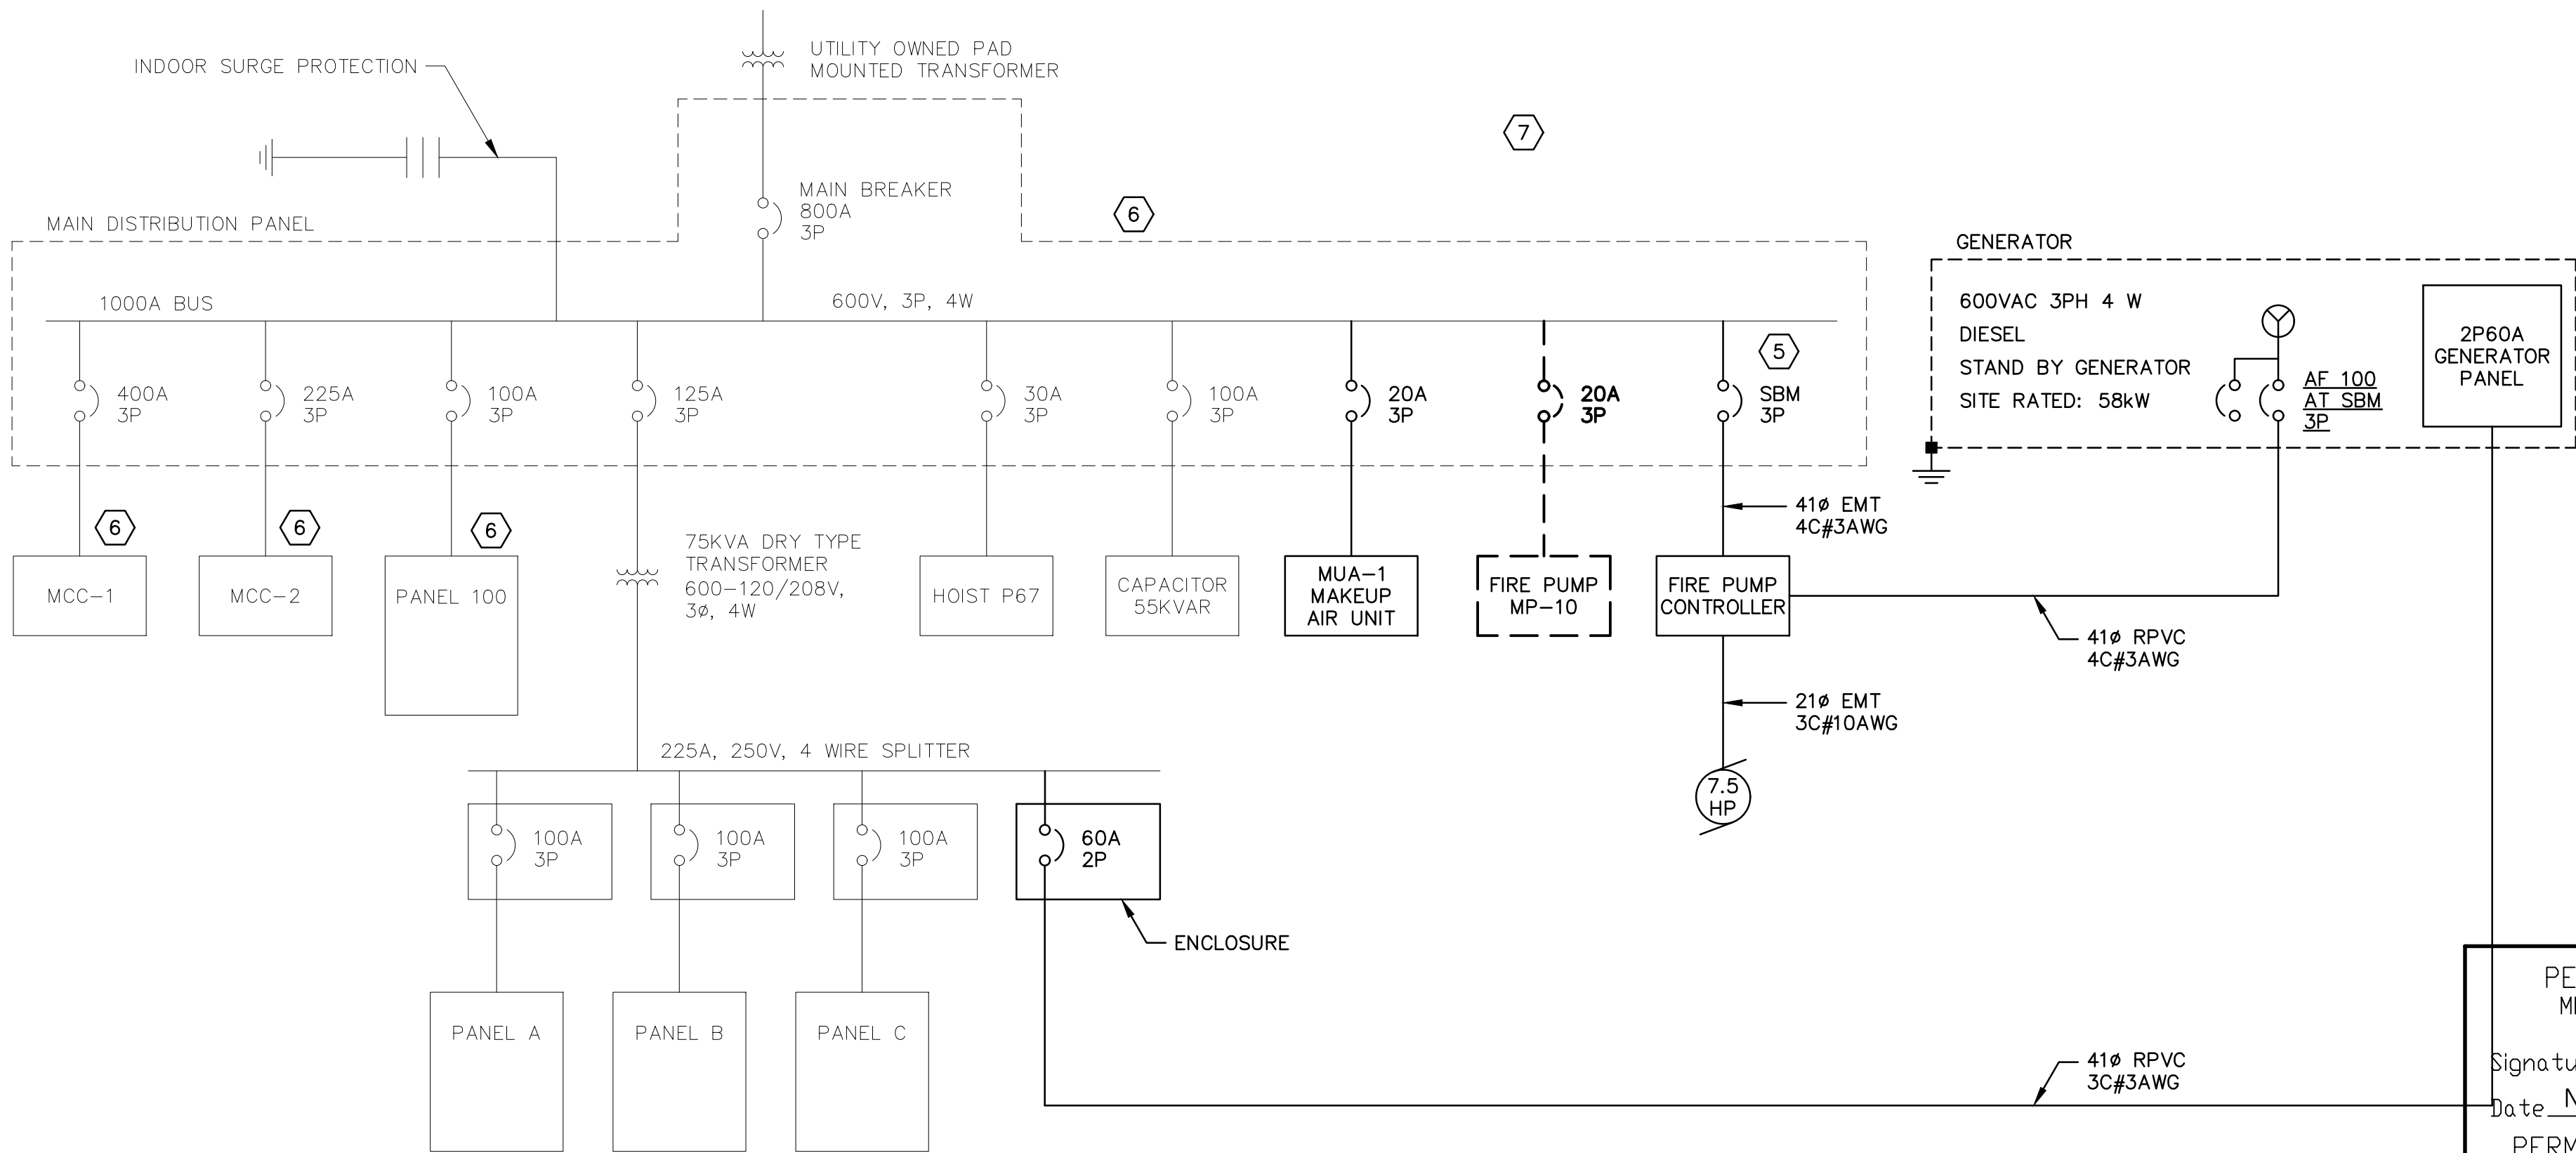 INDOOR SURGE PROTECTION
UTILITY OWNED PAD
MOUNTED TRANSFORMER
7
MAIN BREAKER
800A
3P
6
MAIN DISTRIBUTION PANEL
GENERATOR
1000A BUS
600V, 3P, 4W
600VAC 3PH 4 W
DIESEL
STAND BY GENERATOR
SITE RATED: 58kW
AF 100
AT SBM
3P
2P60A
GENERATOR
PANEL
5
400A
3P
225A
3P
100A
3P
125A
3P
30A
3P
100A
3P
20A
3P
20A
3P
SBM
3P
6
6
6
41ø EMT
4C#3AWG
75KVA DRY TYPE
TRANSFORMER
600-120/208V,
3ø, 4W
MCC-1
MCC-2
PANEL 100
HOIST P67
CAPACITOR
55KVAR
MUA-1
MAKEUP
AIR UNIT
FIRE PUMP
MP-10
FIRE PUMP
CONTROLLER
41ø RPVC
4C#3AWG
21ø EMT
3C#10AWG
225A, 250V, 4 WIRE SPLITTER
7.5
HP
100A
3P
100A
3P
100A
3P
60A
2P
ENCLOSURE
PANEL A
PANEL B
PANEL C
41ø RPVC
3C#3AWG
PE
Signatu
Date N
PERM